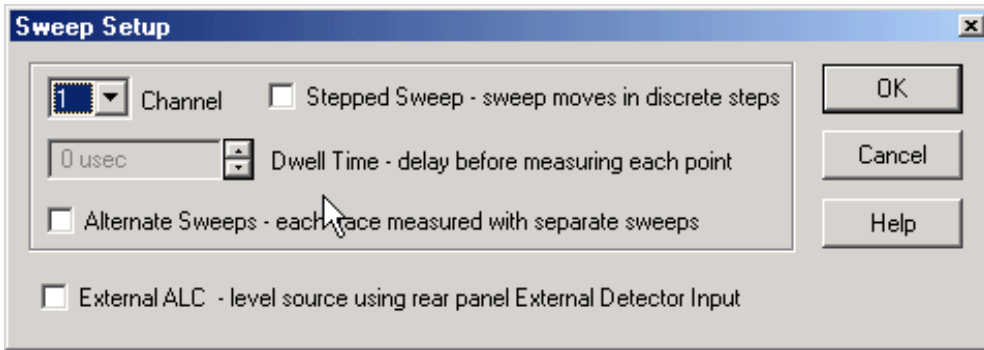 Sweep Setup
1 Channel
Stepped Sweep - sweep moves in discrete steps
OK
0 usec
Dwell Time - delay before measuring each point
Cancel
Alternate Sweeps - each race measured with separate sweeps
Help
External ALC - level source using rear panel External Detector Input